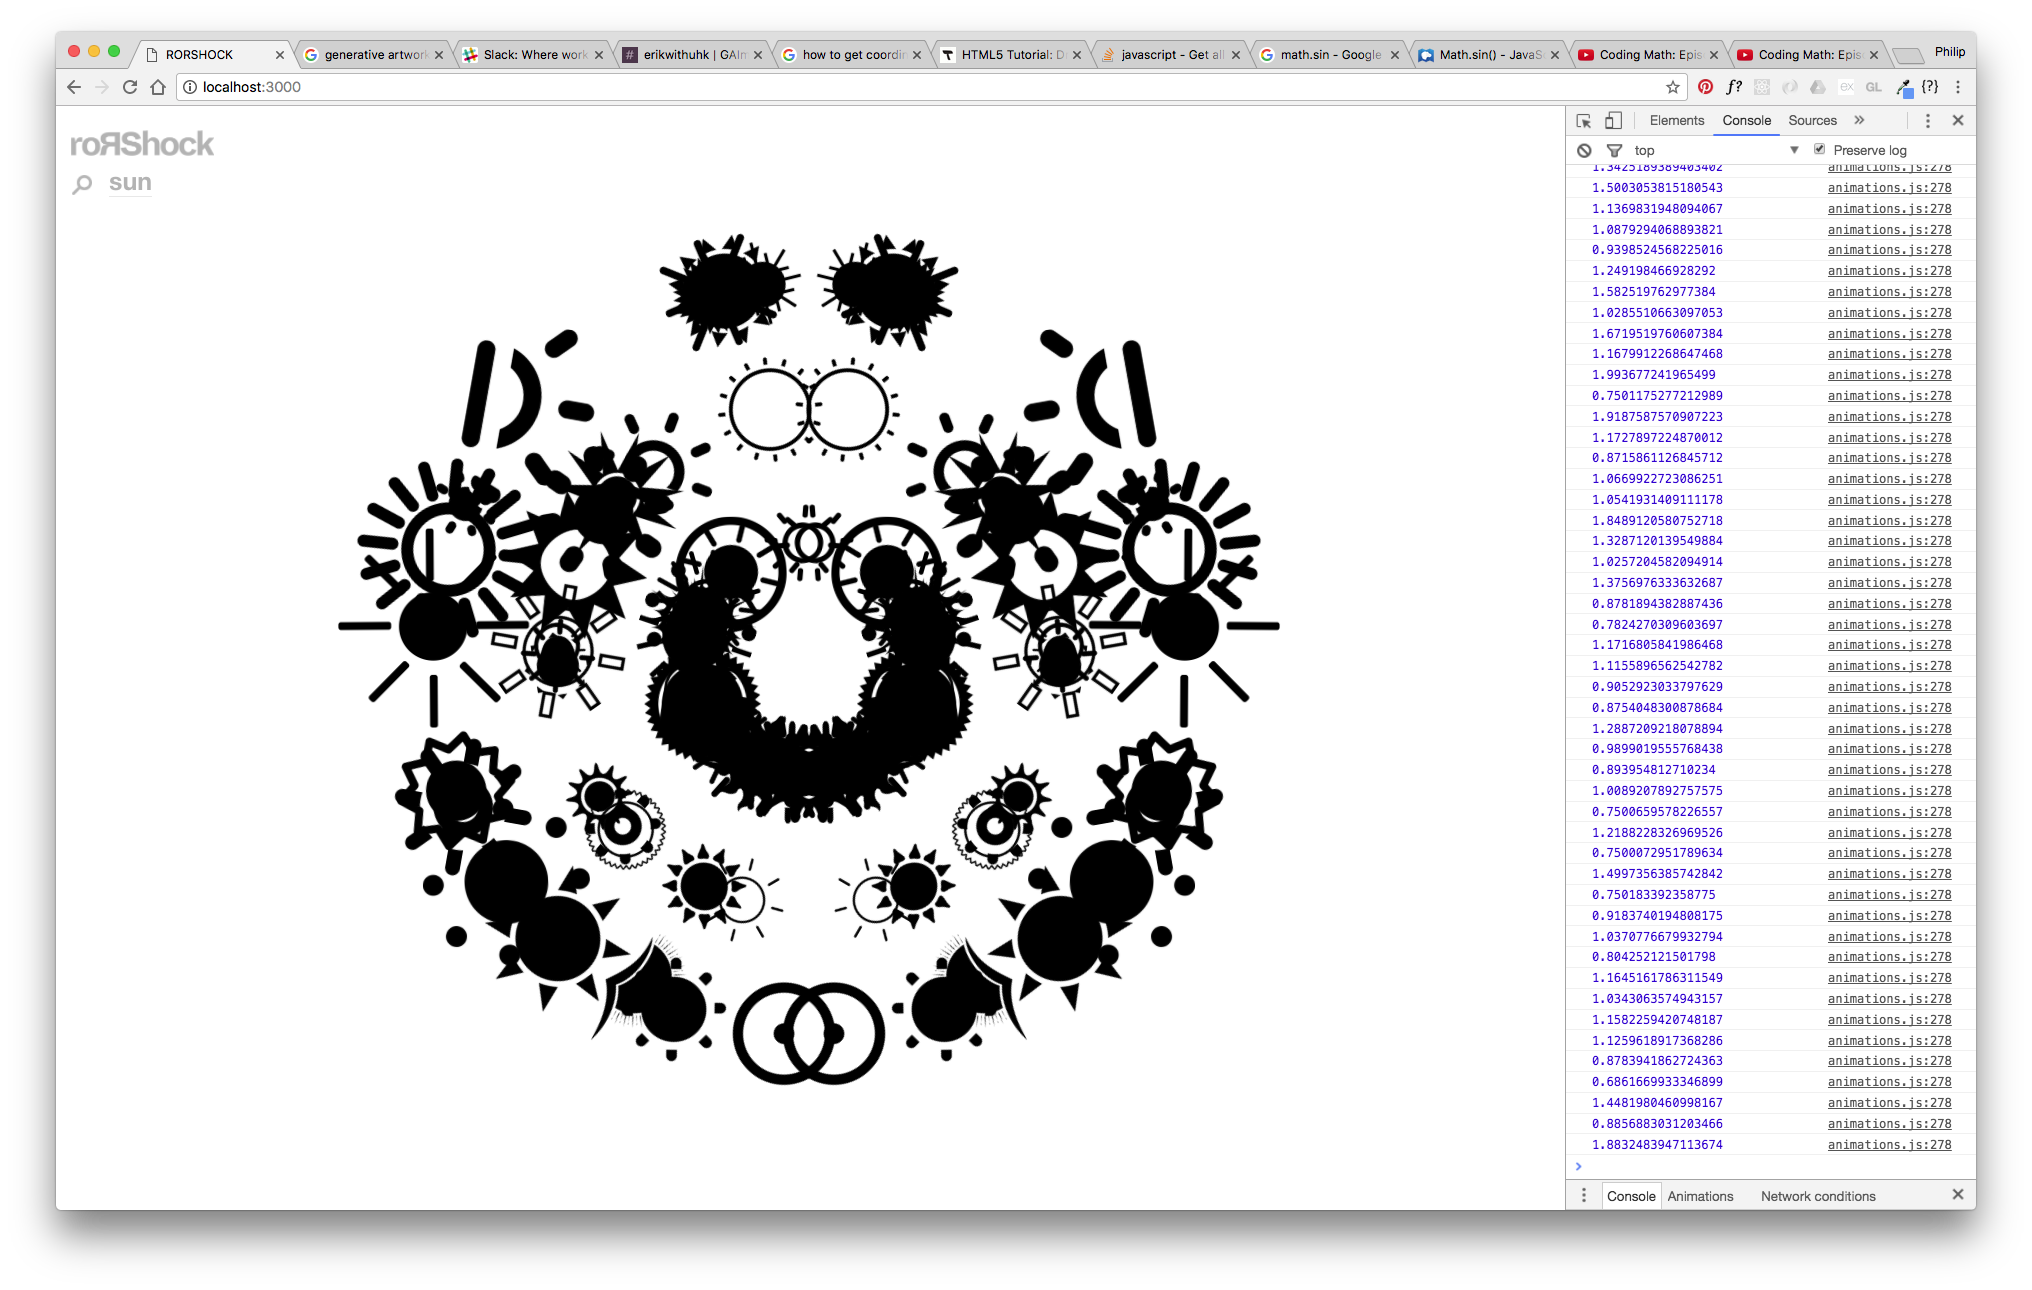 RORSHOCK
generative artwork
Slack: Where work
erikwithuhk | GAIm
how to get coordin
HTML5 Tutorial: D
javascript - Get all
math.sin - Google
Math.sin() - JavaS
Coding Math: Epis
Coding Math: Epis
Philip
localhost:3000
f?
ex
GL
{?}
roЯShock
sun
Elements
Console
Sources
top
Preserve log
1.3425189389403402 animations.js:278
1.5003053815180543 animations.js:278
1.1369831948094067 animations.js:278
1.0879294068893821 animations.js:278
0.9398524568225016 animations.js:278
1.249198466928292 animations.js:278
1.582519762977384 animations.js:278
1.0285510663097053 animations.js:278
1.6719519760607384 animations.js:278
1.1679912268647468 animations.js:278
1.993677241965499 animations.js:278
0.7501175277212989 animations.js:278
1.9187587570907223 animations.js:278
1.1727897224870012 animations.js:278
0.8715861126845712 animations.js:278
1.0669922723086251 animations.js:278
1.0541931409111178 animations.js:278
1.8489120580752718 animations.js:278
1.3287120139549884 animations.js:278
1.0257204582094914 animations.js:278
1.3756976333632687 animations.js:278
0.8781894382887436 animations.js:278
0.7824270309603697 animations.js:278
1.1716805841986468 animations.js:278
1.1155896562542782 animations.js:278
0.9052923033797629 animations.js:278
0.8754048300878684 animations.js:278
1.2887209218078894 animations.js:278
0.9899019555768438 animations.js:278
0.893954812710234 animations.js:278
1.0089207892757575 animations.js:278
0.7500659578226557 animations.js:278
1.2188228326969526 animations.js:278
0.7500072951789634 animations.js:278
1.4997356385742842 animations.js:278
0.750183392358775 animations.js:278
0.9183740194808175 animations.js:278
1.0370776679932794 animations.js:278
0.804252121501798 animations.js:278
1.1645161786311549 animations.js:278
1.0343063574943157 animations.js:278
1.1582259420748187 animations.js:278
1.1259618917368286 animations.js:278
0.8783941862724363 animations.js:278
0.6861669933346899 animations.js:278
1.4481980460998167 animations.js:278
0.8856883031203466 animations.js:278
1.8832483947113674 animations.js:278
Console
Animations
Network conditions